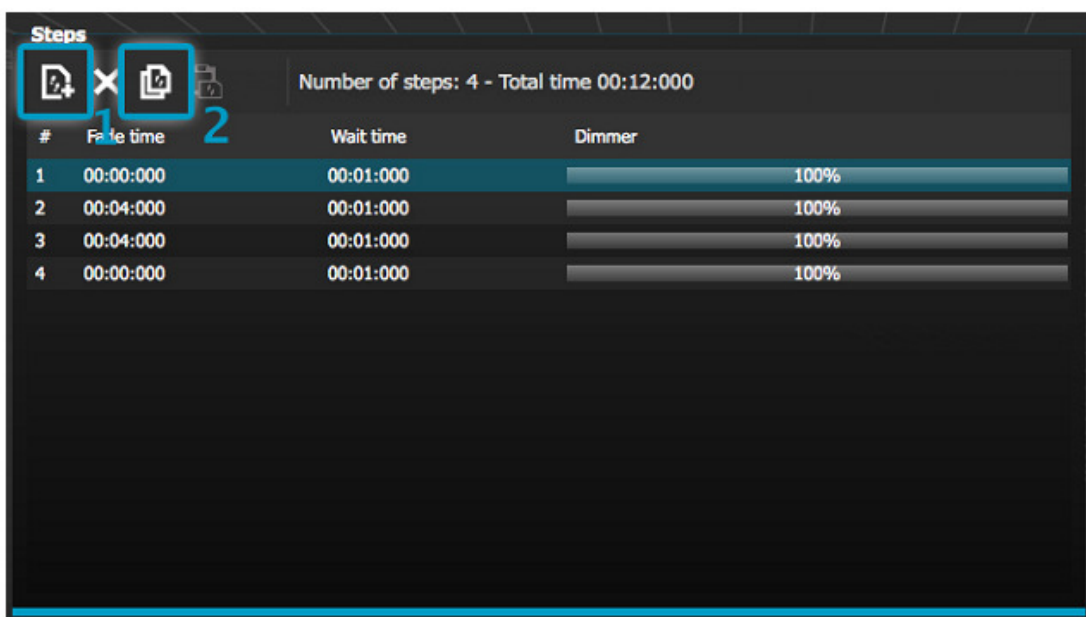 Steps
Number of steps: 4 - Total time 00:12:000
1 2
# Fade time Wait time Dimmer
1 00:00:000 00:01:000 100%
2 00:04:000 00:01:000 100%
3 00:04:000 00:01:000 100%
4 00:00:000 00:01:000 100%